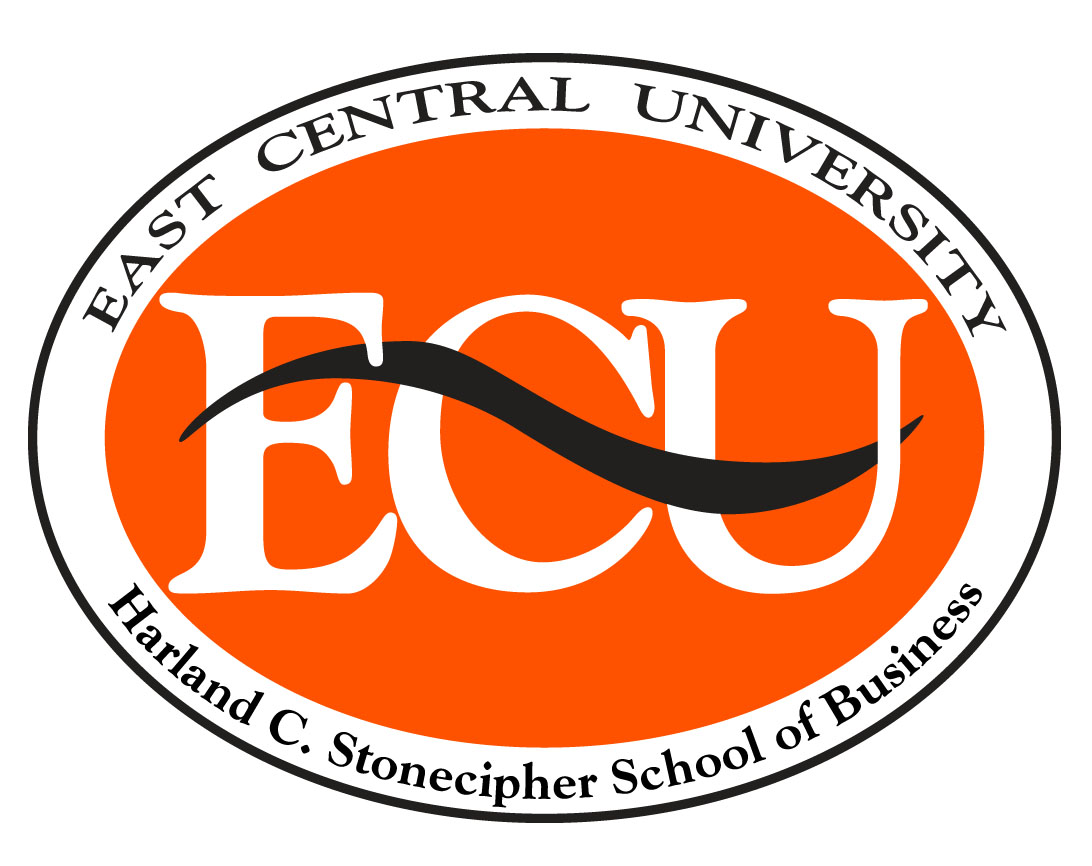 EAST CENTRAL UNIVERSITY
ECU
Harland C. Stonecipher School of Business